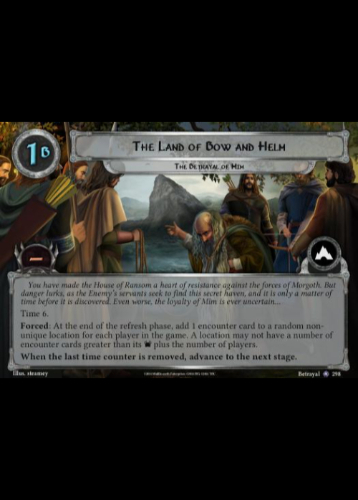 1B
THE LAND OF BOW AND HELM
THE BETRAYAL OF MÎM
You have made the House of Ransom a heart of resistance against the forces of Morgoth. But
danger lurks, as the Enemy's servants seek to find this secret haven, and it is only a matter of
time before it is discovered. Even worse, the loyalty of Mîm is ever uncertain...
Time 6.
Forced: At the end of the refresh phase, add 1 encounter card to a random non-
unique location for each player in the game. A location may not have a number of
encounter cards greater than its plus the number of players.
When the last time counter is removed, advance to the next stage.
Illus.
Betrayal 298